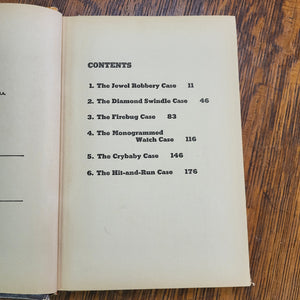 CONTENTS
1. The Jewel Robbery Case 11
2. The Diamond Swindle Case 46
3. The Firebug Case 83
4. The Monogrammed
Watch Case 116
5. The Crybaby Case 146
6. The Hit-and-Run Case 176